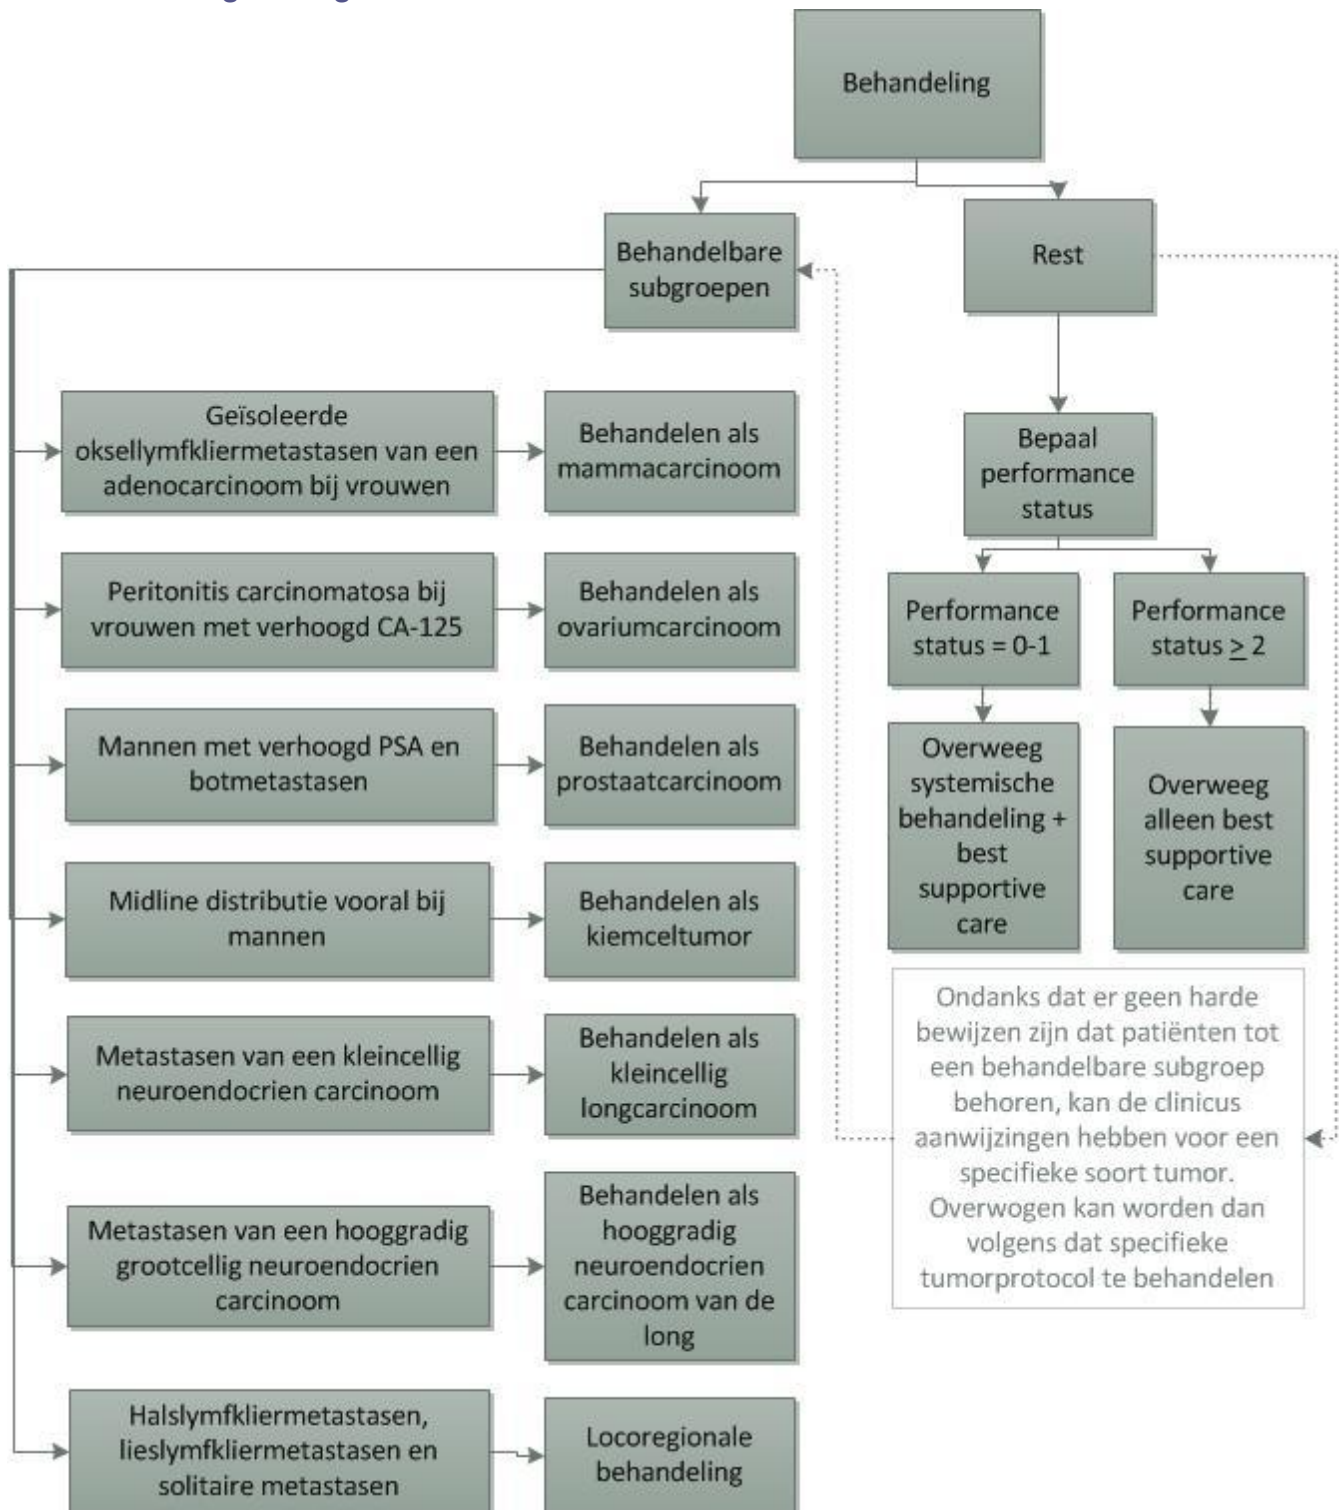 Behandeling
Behandelbare
subgroepen
Rest
Geïsoleerde
oksellymfkliermetastasen van een
adenocarcinoom bij vrouwen
Behandelen als
mammacarcinoom
Peritonitis carcinomatosa bij
vrouwen met verhoogd CA-125
Behandelen als
ovariumcarcinoom
Mannen met verhoogd PSA en
botmetastasen
Behandelen als
prostaatcarcinoom
Midline distributie vooral bij
mannen
Behandelen als
kiemceltumor
Metastasen van een kleincellig
neuroendocrien carcinoom
Behandelen als
kleincellig
longcarcinoom
Metastasen van een hooggradig
grootcellig neuroendocrien
carcinoom
Behandelen als
hooggradig
neuroendocrien
carcinoom van de
long
Halslymfkliermetastasen,
lieslymfkliermetastasen en
solitaire metastasen
Locoregionale
behandeling
Bepaal
performance
status
Performance
status = 0-1
Performance
status ≥ 2
Overweeg
systemische
behandeling +
best
supportive
care
Overweeg
alleen best
supportive
care
Ondanks dat er geen harde
bewijzen zijn dat patiënten tot
een behandelbare subgroep
behoren, kan de clinicus
aanwijzingen hebben voor een
specifieke soort tumor.
Overwogen kan worden dan
volgens dat specifieke
tumorprotocol te behandelen